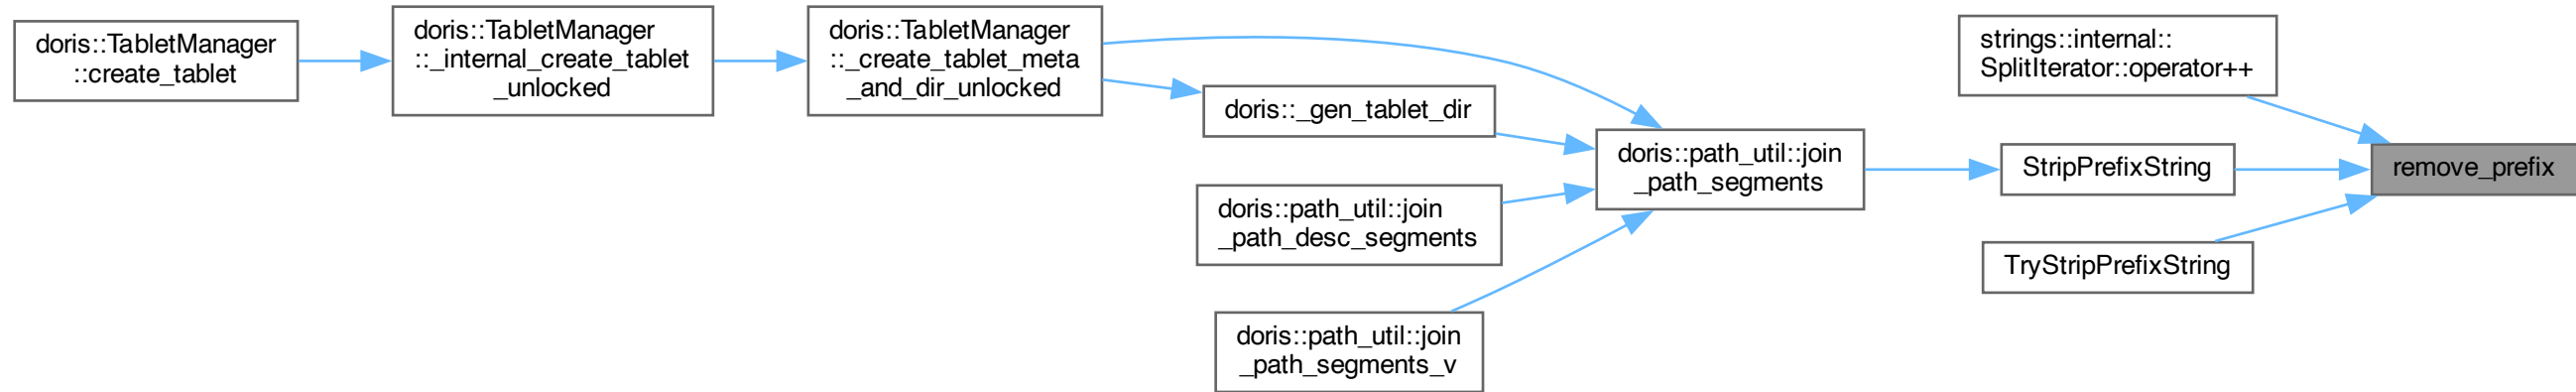 doris::TabletManager
::create_tablet
doris::TabletManager
::_internal_create_tablet
_unlocked
doris::TabletManager
::_create_tablet_meta
_and_dir_unlocked
doris::_gen_tablet_dir
doris::path_util::join
_path_desc_segments
doris::path_util::join
_path_segments_v
doris::path_util::join
_path_segments
strings::internal::
SplitIterator::operator++
StripPrefixString
TryStripPrefixString
remove_prefix